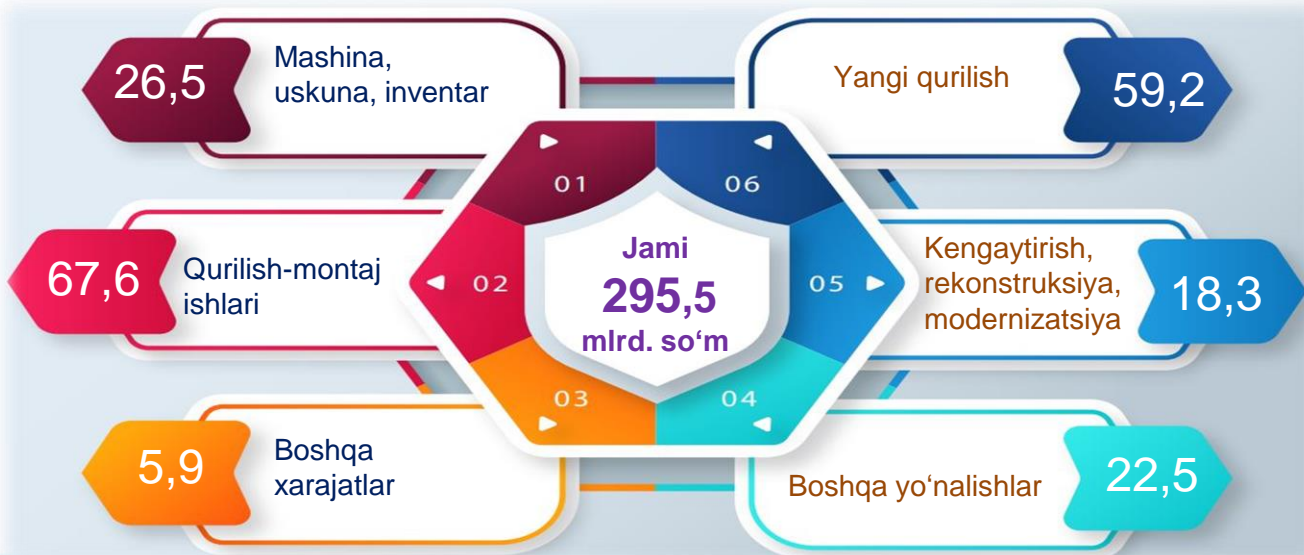 26,5
Mashina,
uskuna, inventar
Yangi qurilish
59,2
01
06
67,6
Qurilish-montaj
ishlari
02
Jami
295,5
mlrd. so‘m
05
Kengaytirish,
rekonstruksiya,
modernizatsiya
18,3
03
04
5,9
Boshqa
xarajatlar
Boshqa yo‘nalishlar
22,5